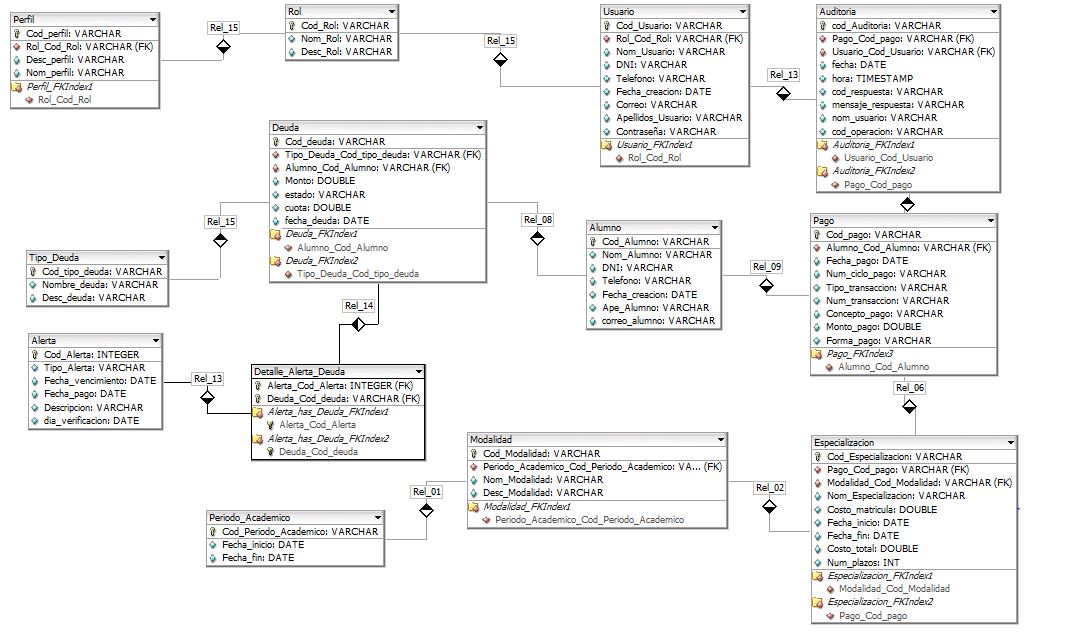 Perfil
Cod_perfil: VARCHAR
Rol_Cod_Rol: VARCHAR (FK)
Desc_perfil: VARCHAR
Nom_perfil: VARCHAR
Perfil_FKIndex1
Rol_Cod_Rol
Rel_15
Rol
Cod_Rol: VARCHAR
Nom_Rol: VARCHAR
Desc_Rol: VARCHAR
Rel_15
Usuario
Cod_Usuario: VARCHAR
Rol_Cod_Rol: VARCHAR (FK)
Nom_Usuario: VARCHAR
DNI: VARCHAR
Telefono: VARCHAR
Fecha_creacion: DATE
Correo: VARCHAR
Apellidos_Usuario: VARCHAR
Contraseña: VARCHAR
Usuario_FKIndex1
Rol_Cod_Rol
Rel_13
Auditoria
cod_Auditoria: VARCHAR
Pago_Cod_pago: VARCHAR (FK)
Usuario_Cod_Usuario: VARCHAR (FK)
fecha: DATE
hora: TIMESTAMP
cod_respuesta: VARCHAR
mensaje_respuesta: VARCHAR
nom_usuario: VARCHAR
cod_operacion: VARCHAR
Auditoria_FKIndex1
Usuario_Cod_Usuario
Auditoria_FKIndex2
Pago_Cod_pago
Deuda
Cod_deuda: VARCHAR
Tipo_Deuda_Cod_tipo_deuda: VARCHAR (FK)
Alumno_Cod_Alumno: VARCHAR (FK)
Monto: DOUBLE
estado: VARCHAR
cuota: DOUBLE
fecha_deuda: DATE
Deuda_FKIndex1
Alumno_Cod_Alumno
Deuda_FKIndex2
Tipo_Deuda_Cod_tipo_deuda
Rel_15
Tipo_Deuda
Cod_tipo_deuda: VARCHAR
Nombre_deuda: VARCHAR
Desc_deuda: VARCHAR
Rel_08
Alumno
Cod_Alumno: VARCHAR
Nom_Alumno: VARCHAR
DNI: VARCHAR
Telefono: VARCHAR
Fecha_creacion: DATE
Ape_Alumno: VARCHAR
correo_alumno: VARCHAR
Rel_09
Pago
Cod_pago: VARCHAR
Alumno_Cod_Alumno: VARCHAR (FK)
Fecha_pago: DATE
Num_ciclo_pago: VARCHAR
Tipo_transaccion: VARCHAR
Num_transaccion: VARCHAR
Concepto_pago: VARCHAR
Monto_pago: DOUBLE
Forma_pago: VARCHAR
Pago_FKIndex3
Alumno_Cod_Alumno
Rel_14
Alerta
Cod_Alerta: INTEGER
Tipo_Alerta: VARCHAR
Fecha_vencimiento: DATE
Fecha_pago: DATE
Descripcion: VARCHAR
dia_verificacion: DATE
Rel_13
Detalle_Alerta_Deuda
Alerta_Cod_Alerta: INTEGER (FK)
Deuda_Cod_deuda: VARCHAR (FK)
Alerta_has_Deuda_FKIndex1
Alerta_Cod_Alerta
Alerta_has_Deuda_FKIndex2
Deuda_Cod_deuda
Rel_06
Modalidad
Cod_Modalidad: VARCHAR
Periodo_Academico_Cod_Periodo_Academico: VA... (FK)
Nom_Modalidad: VARCHAR
Desc_Modalidad: VARCHAR
Modalidad_FKIndex1
Periodo_Academico_Cod_Periodo_Academico
Rel_01
Periodo_Academico
Cod_Periodo_Academico: VARCHAR
Fecha_inicio: DATE
Fecha_fin: DATE
Rel_02
Especializacion
Cod_Especializacion: VARCHAR
Pago_Cod_pago: VARCHAR (FK)
Modalidad_Cod_Modalidad: VARCHAR (FK)
Nom_Especializacion: VARCHAR
Costo_matricula: DOUBLE
Fecha_inicio: DATE
Fecha_fin: DATE
Costo_total: DOUBLE
Num_plazos: INT
Especializacion_FKIndex1
Modalidad_Cod_Modalidad
Especializacion_FKIndex2
Pago_Cod_pago